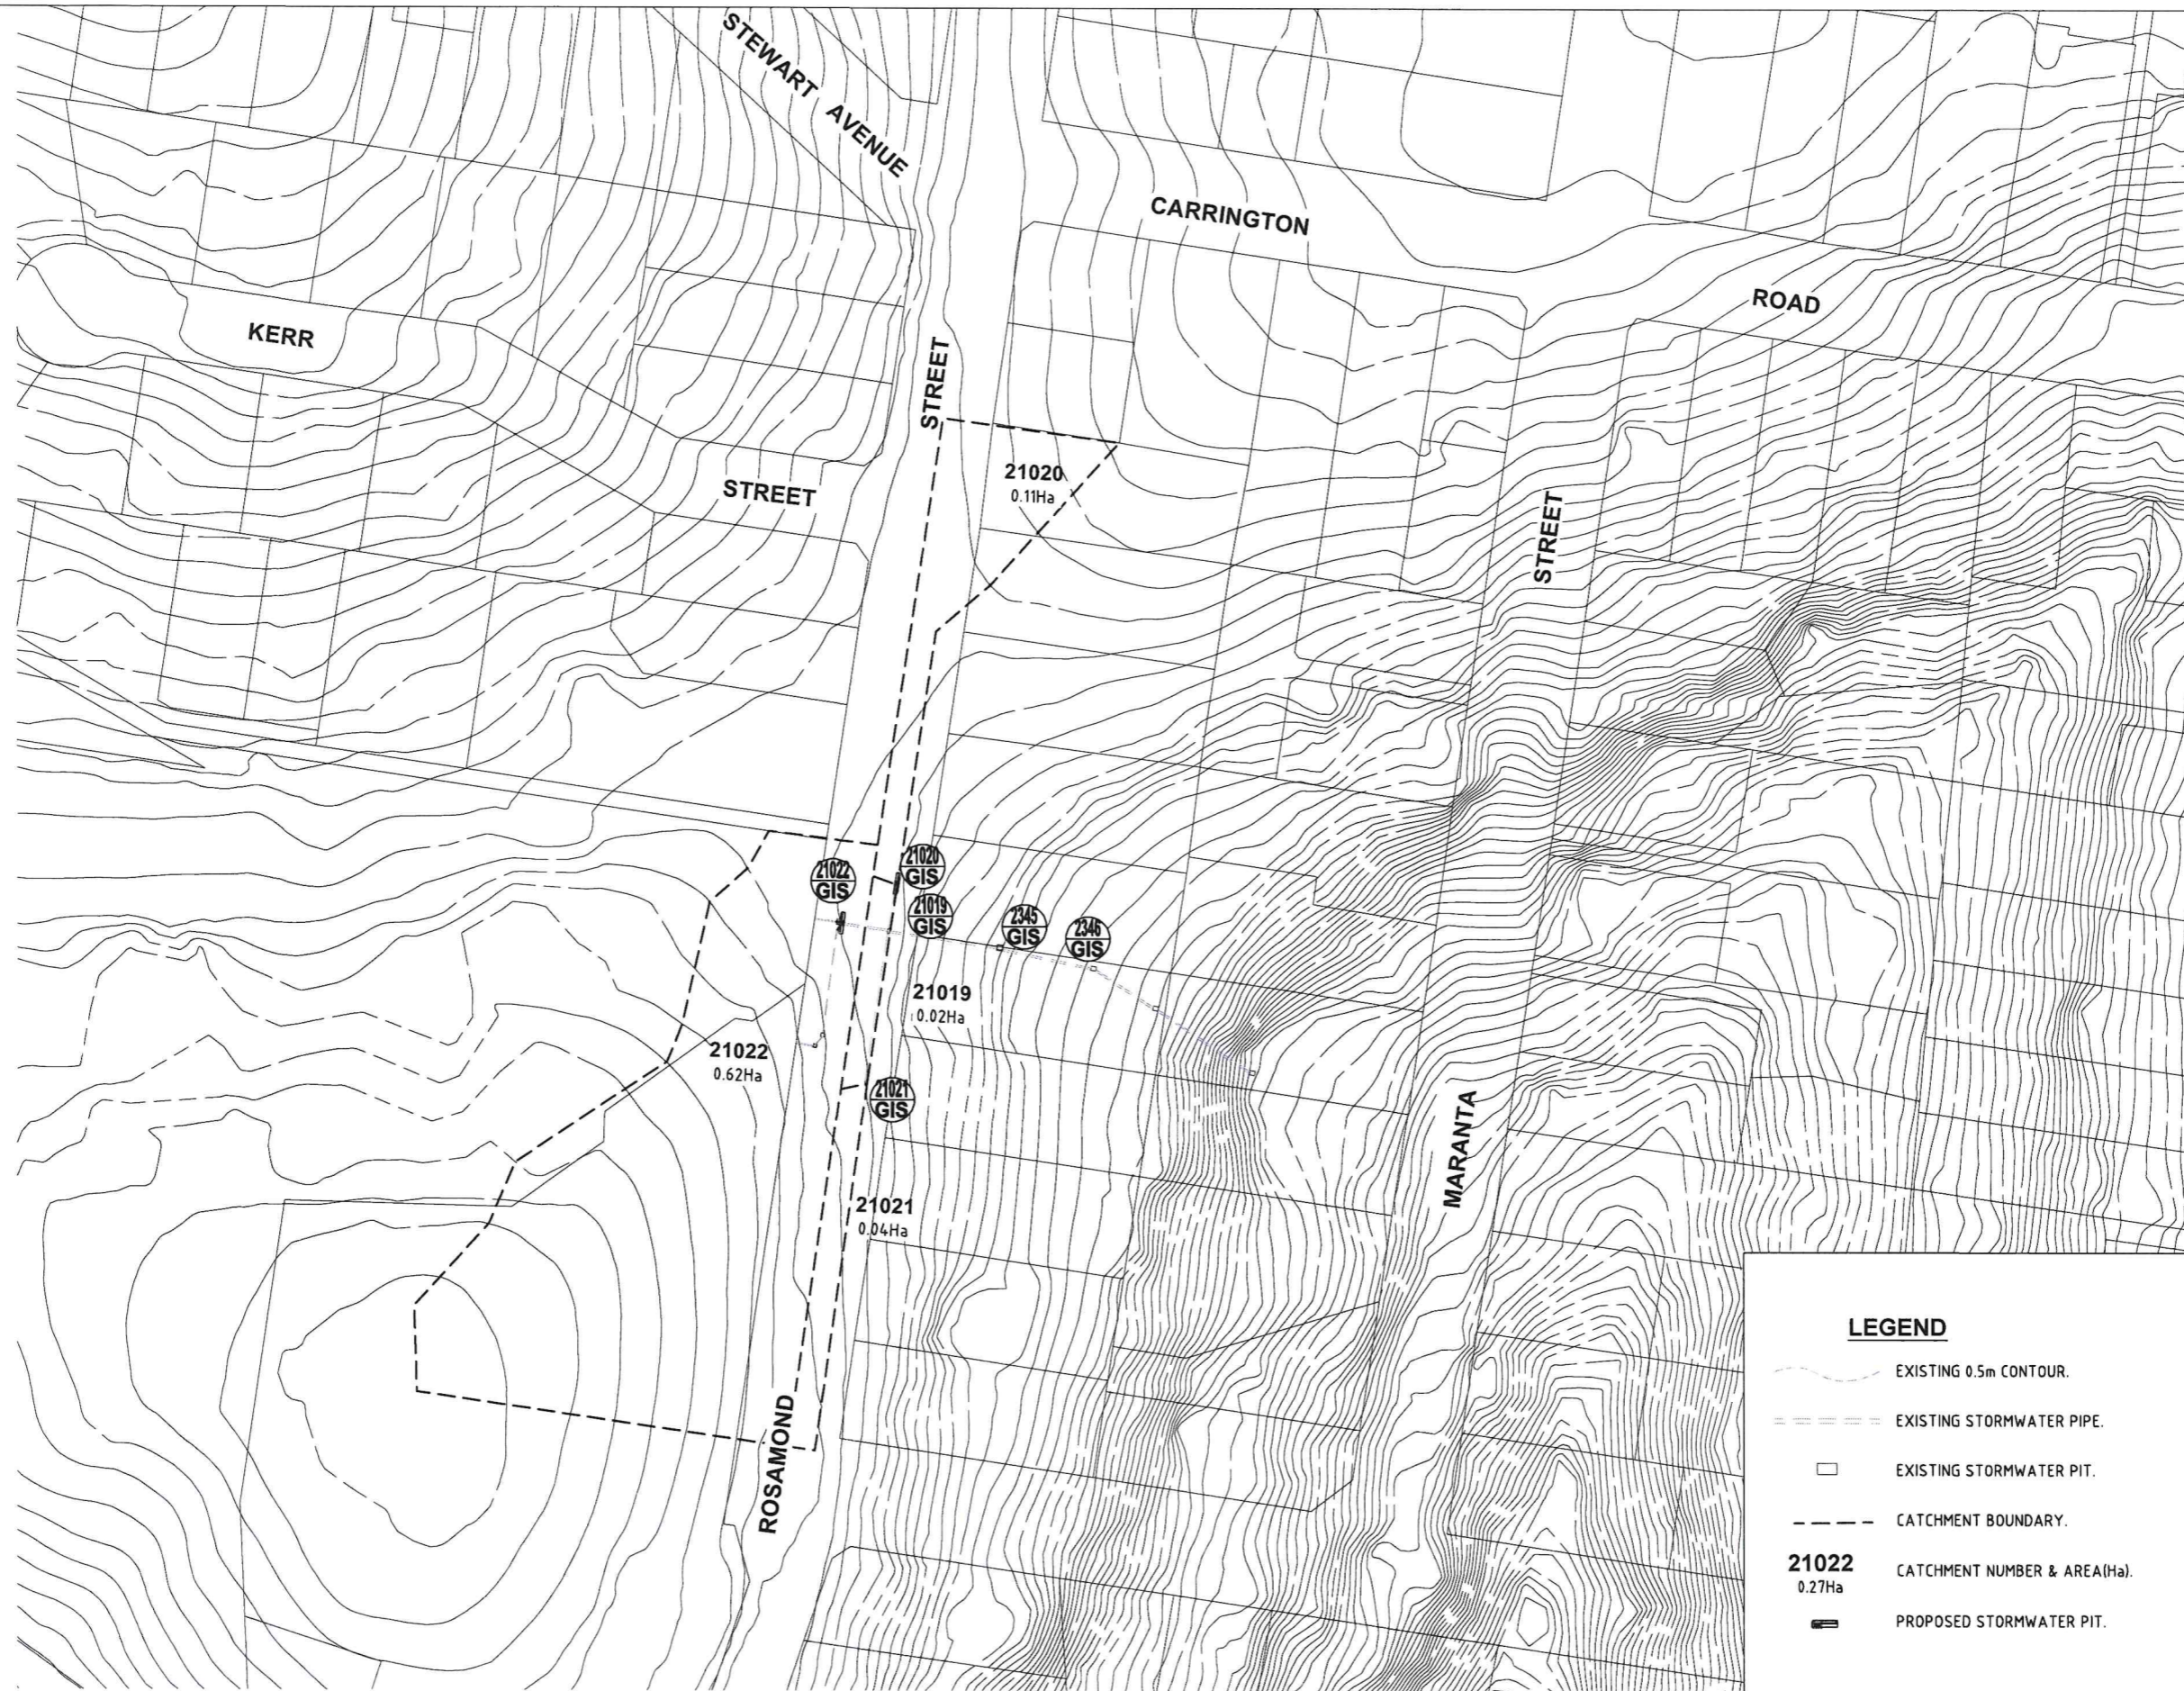 STEWART AVENUE
CARRINGTON
ROAD
KERR
STREET
STREET
STREET
21020
0.11Ha
21022
GIS
21020
GIS
21019
GIS
2345
GIS
2346
GIS
21019
0.02Ha
21022
0.62Ha
21021
GIS
MARANTA
21021
0.04Ha
ROSAMOND
LEGEND
EXISTING 0.5m CONTOUR.
EXISTING STORMWATER PIPE.
EXISTING STORMWATER PIT.
CATCHMENT BOUNDARY.
21022
0.27Ha
CATCHMENT NUMBER & AREA(Ha).
PROPOSED STORMWATER PIT.